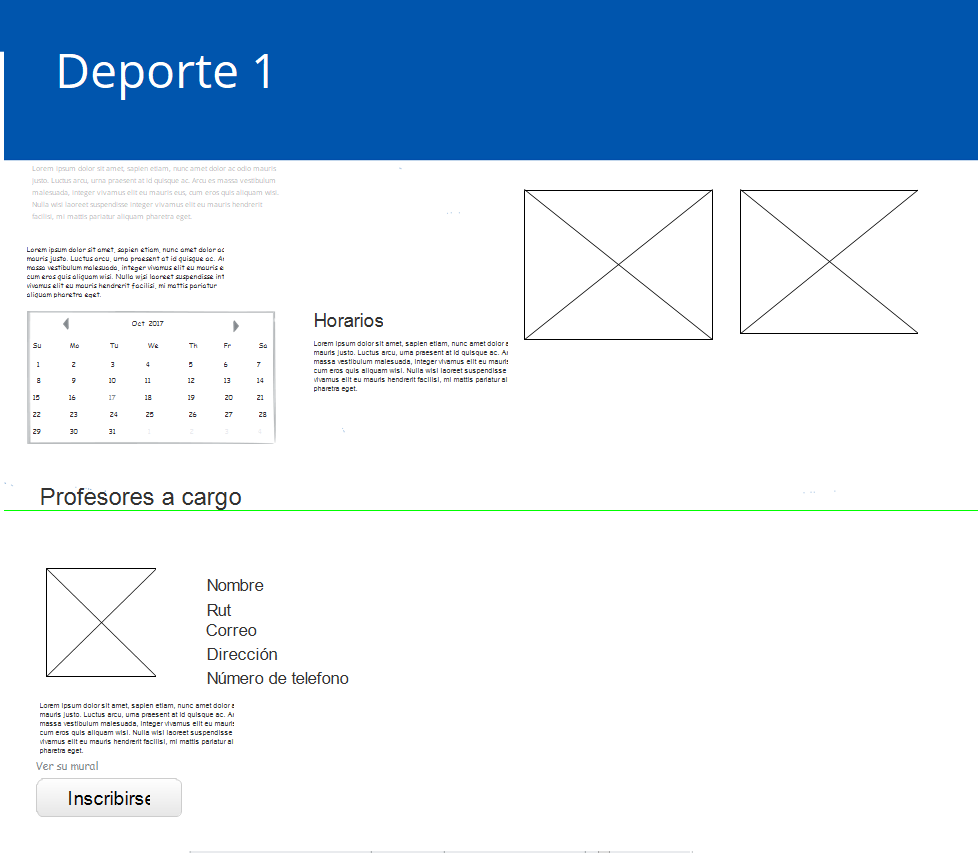 Deporte 1
Lorem ipsum dolor sit amet, sapien etiam, nunc amet dolor ac odio mauris
justo. Luctus arcu, urna praesent at id quisque ac. Arcu es massa vestibulum
malesuada, integer vivamus elit eu mauris eus, cum eros quis aliquam wisi.
Nulla wisi laoreet suspendisse integer vivamus elit eu mauris hendrerit
facilisi, mi mattis pariatur aliquam pharetra eget.
Lorem ipsum dolor sit amet, sapien etiam, nunc amet dolor ac
mauris justo. Luctus arcu, urna praesent at id quisque ac.
massa vestibulum malesuada, integer vivamus elit eu mauris e
cum eros quis aliquam wisi. Nulla wisi laoreet suspendisse int
vivamus elit eu mauris hendrerit facilisi, mi mattis pariatur
aliquam pharetra eget.
Oct 2017
Su Mo Tu We Th Fr Sa
1 2 3 4 5 6 7
8 9 10 11 12 13 14
15 16 17 18 19 20 21
22 23 24 25 26 27 28
29 30 31 1 2 3 4
Horarios
Lorem ipsum dolor sit amet, sapien etiam, nunc amet dolor
mauris justo. Luctus arcu, urna praesent at id quisque ac.
massa vestibulum malesuada, integer vivamus elit eu mauris
cum eros quis aliquam wisi. Nulla wisi laoreet suspendisse
vivamus elit eu mauris hendrerit facilisi, mi mattis pariatur al
pharetra eget.
Profesores a cargo
Nombre
Rut
Correo
Dirección
Número de telefono
Lorem ipsum dolor sit amet, sapien etiam, nunc amet dolor
mauris justo. Luctus arcu, urna praesent at id quisque ac.
massa vestibulum malesuada, integer vivamus elit eu mauris
cum eros quis aliquam wisi. Nulla wisi laoreet suspendisse
vivamus elit eu mauris hendrerit facilisi, mi mattis pariatur al
pharetra eget.
Ver su mural
Inscribirse